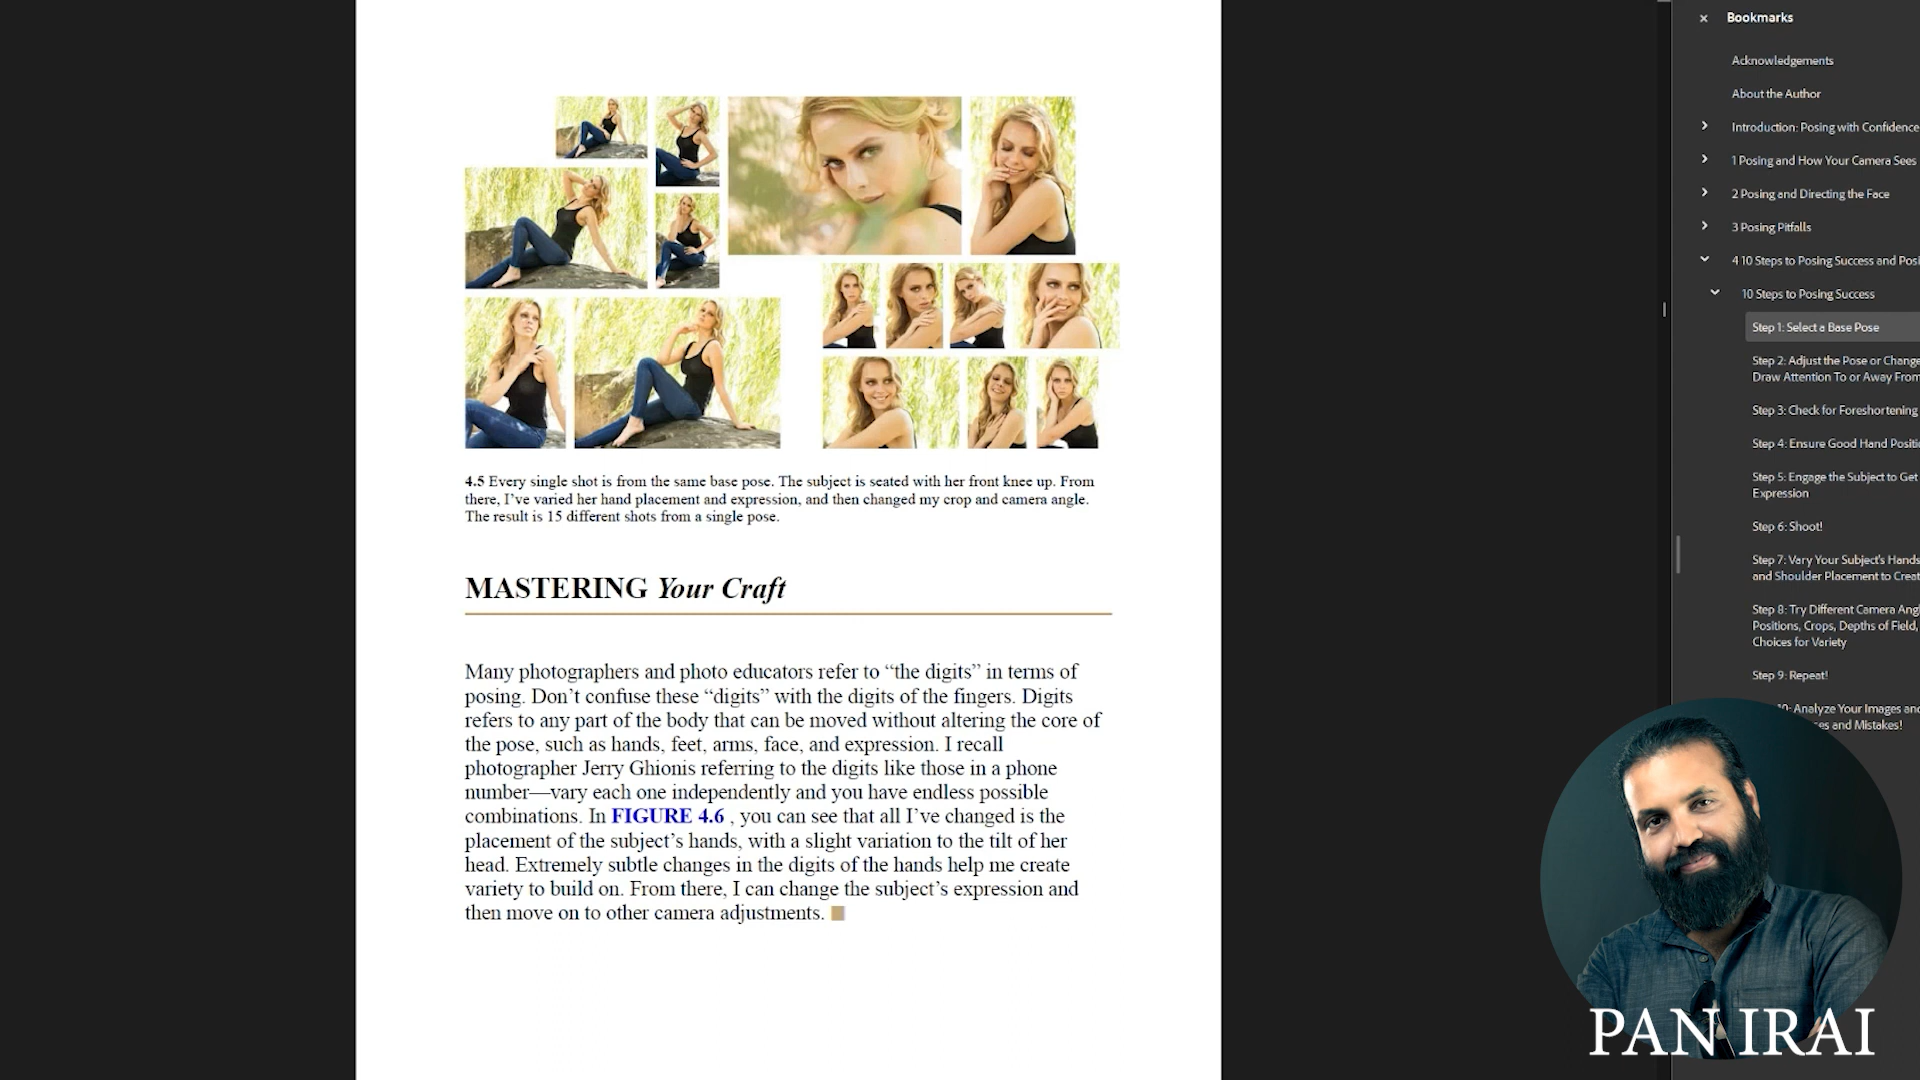 4.5 Every single shot is from the same base pose. The subject is seated with her front knee up. From
there, I’ve varied her hand placement and expression, and then changed my crop and camera angle.
The result is 15 different shots from a single pose.
MASTERING Your Craft
Many photographers and photo educators refer to “the digits” in terms of
posing. Don’t confuse these “digits” with the digits of the fingers. Digits
refers to any part of the body that can be moved without altering the core of
the pose, such as hands, feet, arms, face, and expression. I recall
photographer Jerry Ghionis referring to the digits like those in a phone
number—vary each one independently and you have endless possible
combinations. In FIGURE 4.6 , you can see that all I’ve changed is the
placement of the subject’s hands, with a slight variation to the tilt of her
head. Extremely subtle changes in the digits of the hands help me create
variety to build on. From there, I can change the subject’s expression and
then move on to other camera adjustments.
Bookmarks
Acknowledgements
About the Author
Introduction: Posing with Confidence
1 Posing and How Your Camera Sees
2 Posing and Directing the Face
3 Posing Pitfalls
4 10 Steps to Posing Success and Posi
10 Steps to Posing Success
Step 1: Select a Base Pose
Step 2: Adjust the Pose or Change
Draw Attention To or Away From
Step 3: Check for Foreshortening
Step 4: Ensure Good Hand Positi
Step 5: Engage the Subject to Get
Expression
Step 6: Shoot!
Step 7: Vary Your Subject's Hands
and Shoulder Placement to Creat
Step 8: Try Different Camera Angl
Positions, Crops, Depths of Field,
Choices for Variety
Step 9: Repeat!
10: Analyze Your Images and
es and Mistakes!
PAN IRAI